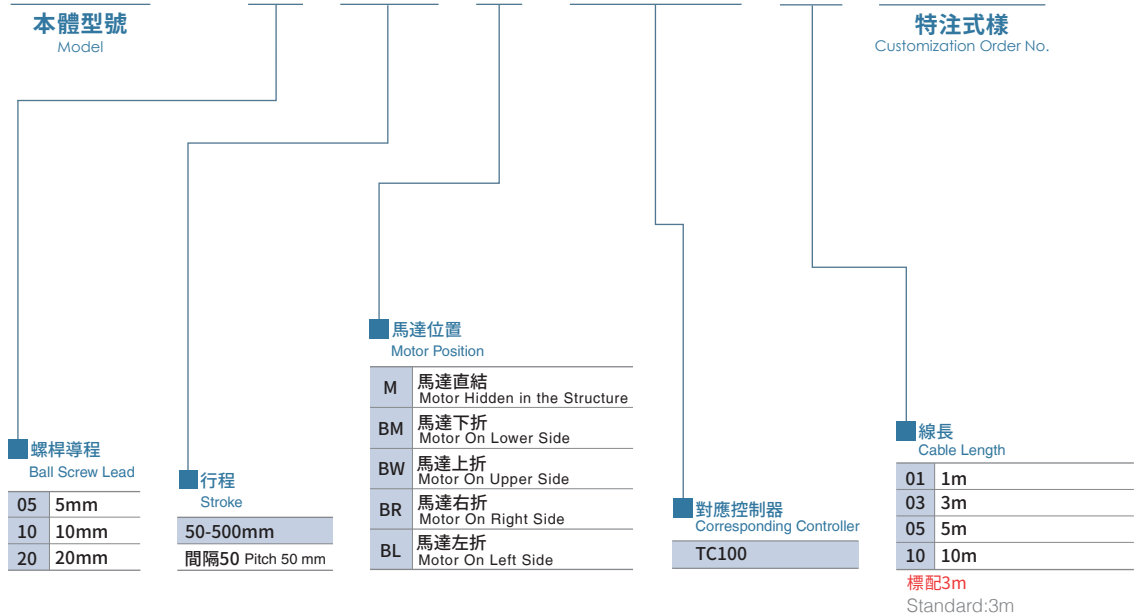 本體型號
Model
特注式樣
Customization Order No.
馬達位置
Motor Position
M 馬達直結
Motor Hidden in the Structure
BM 馬達下折
Motor On Lower Side
BW 馬達上折
Motor On Upper Side
BR 馬達右折
Motor On Right Side
BL 馬達左折
Motor On Left Side
螺桿導程
Ball Screw Lead
05 5mm
10 10mm
20 20mm
行程
Stroke
50-500mm
間隔50 Pitch 50 mm
對應控制器
Corresponding Controller
TC100
線長
Cable Length
01 1m
03 3m
05 5m
10 10m
標配3m
Standard:3m